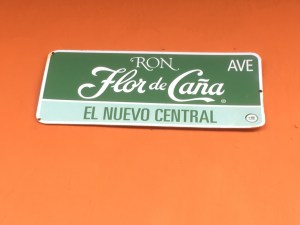 RON AVE
Flor de Caña ®
EL NUEVO CENTRAL